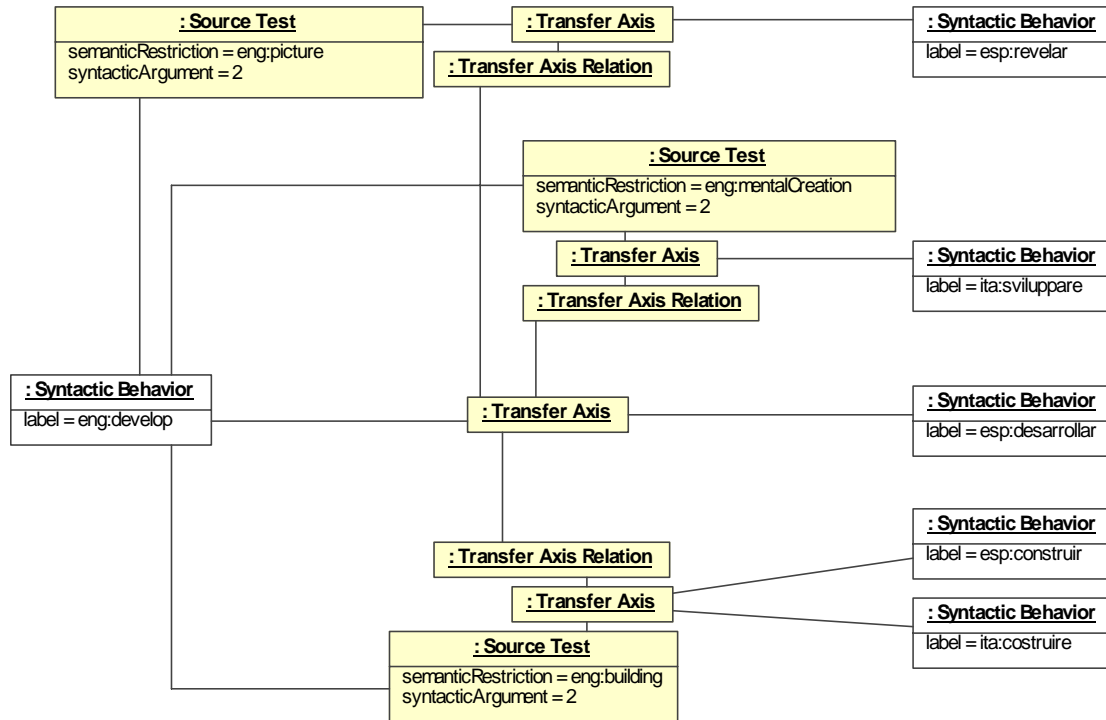 : Source Test
semanticRestriction = eng:picture
syntacticArgument = 2
: Transfer Axis
: Transfer Axis Relation
: Syntactic Behavior
label = esp:revelar
: Source Test
semanticRestriction = eng:mentalCreation
syntacticArgument = 2
: Transfer Axis
: Transfer Axis Relation
: Syntactic Behavior
label = ita:sviluppare
: Syntactic Behavior
label = eng:develop
: Transfer Axis
: Syntactic Behavior
label = esp:desarrollar
: Transfer Axis Relation
: Transfer Axis
: Syntactic Behavior
label = esp:construir
: Syntactic Behavior
label = ita:costruire
: Source Test
semanticRestriction = eng:building
syntacticArgument = 2